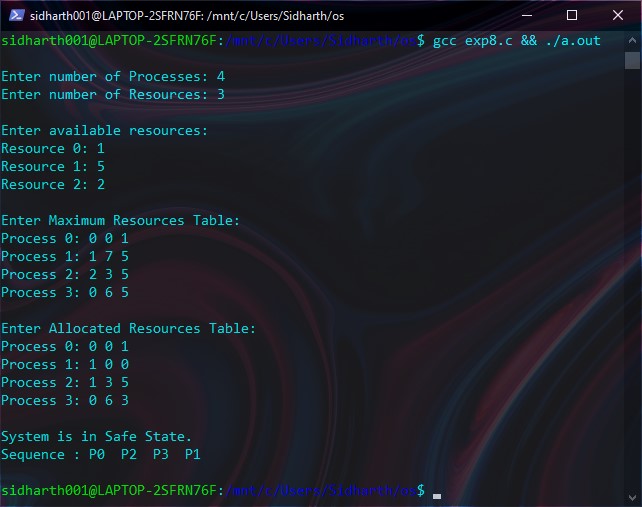 sidharth001@LAPTOP-2SFRN76F: /mnt/c/Users/Sidharth/os
sidharth001@LAPTOP-2SFRN76F:/mnt/c/Users/Sidharth/os$ gcc exp8.c && ./a.out
Enter number of Processes: 4
Enter number of Resources: 3
Enter available resources:
Resource 0: 1
Resource 1: 5
Resource 2: 2
Enter Maximum Resources Table:
Process 0: 0 0 1
Process 1: 1 7 5
Process 2: 2 3 5
Process 3: 0 6 5
Enter Allocated Resources Table:
Process 0: 0 0 1
Process 1: 1 0 0
Process 2: 1 3 5
Process 3: 0 6 3
System is in Safe State.
Sequence : P0  P2  P3  P1
sidharth001@LAPTOP-2SFRN76F:/mnt/c/Users/Sidharth/os$